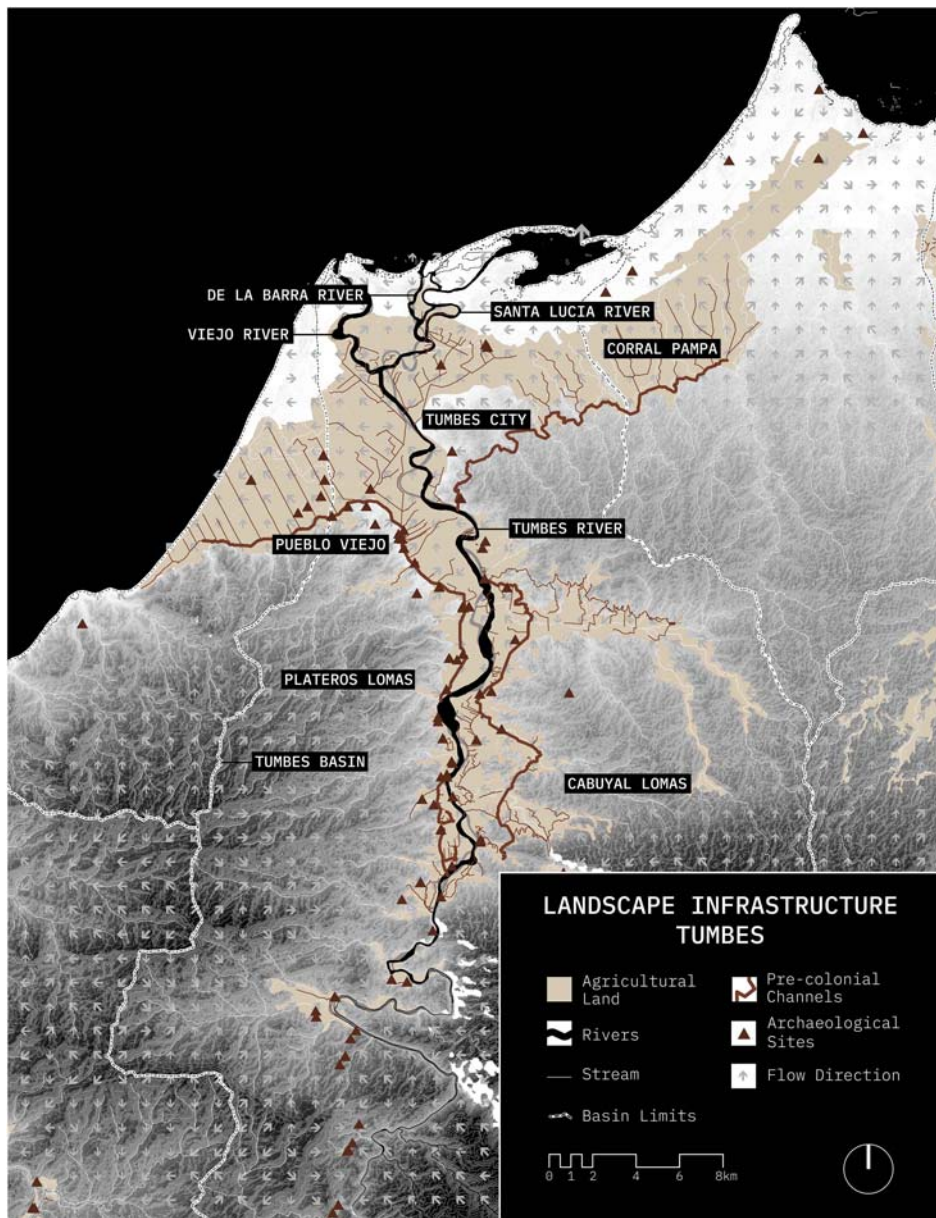 DE LA BARRA RIVER
SANTA LUCIA RIVER
VIEJO RIVER
CORRAL PAMPA
TUMBES CITY
TUMBES RIVER
PUEBLO VIEJO
PLATEROS LOMAS
TUMBES BASIN
CABUYAL LOMAS
LANDSCAPE INFRASTRUCTURE
TUMBES
Agricultural
Land
Pre-colonial
Channels
Rivers
Archaeological
Sites
Stream
Flow Direction
Basin Limits
0 1 2 4 6 8km